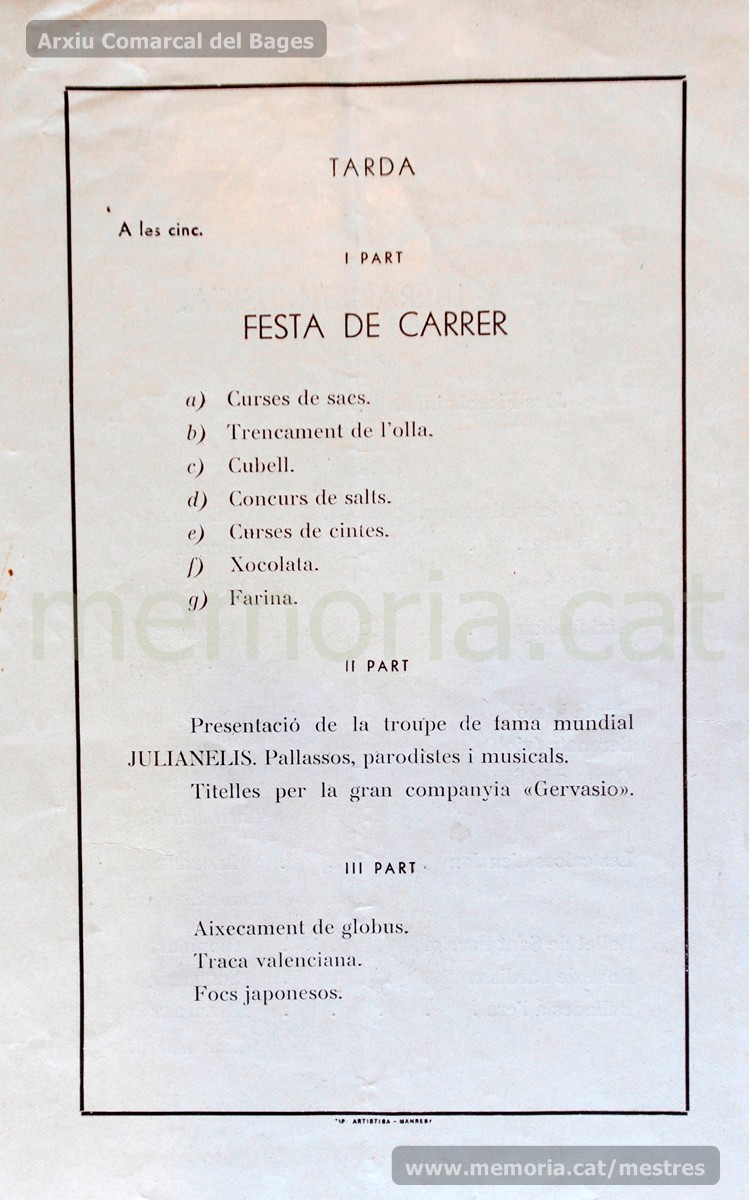 Arxiu Comarcal del Bages
TARDA
A les cinc.
I PART
FESTA DE CARRER
a) Curses de sacs.
b) Trencament de l'olla.
c) Cubell.
d) Concurs de salts.
e) Curses de cintes.
f) Xocolata.
g) Farina.
memoria.cat
II PART
Presentació de la troupe de fama mundial
JULIANELIS. Pallassos, parodistes i musicals.
Titelles per la gran companyia «Gervasio».
III PART
Aixecament de globus.
Traca valenciana.
Focs japonesos.
TIP. ARTISTICA - MANRESA
www.memoria.cat/mestres